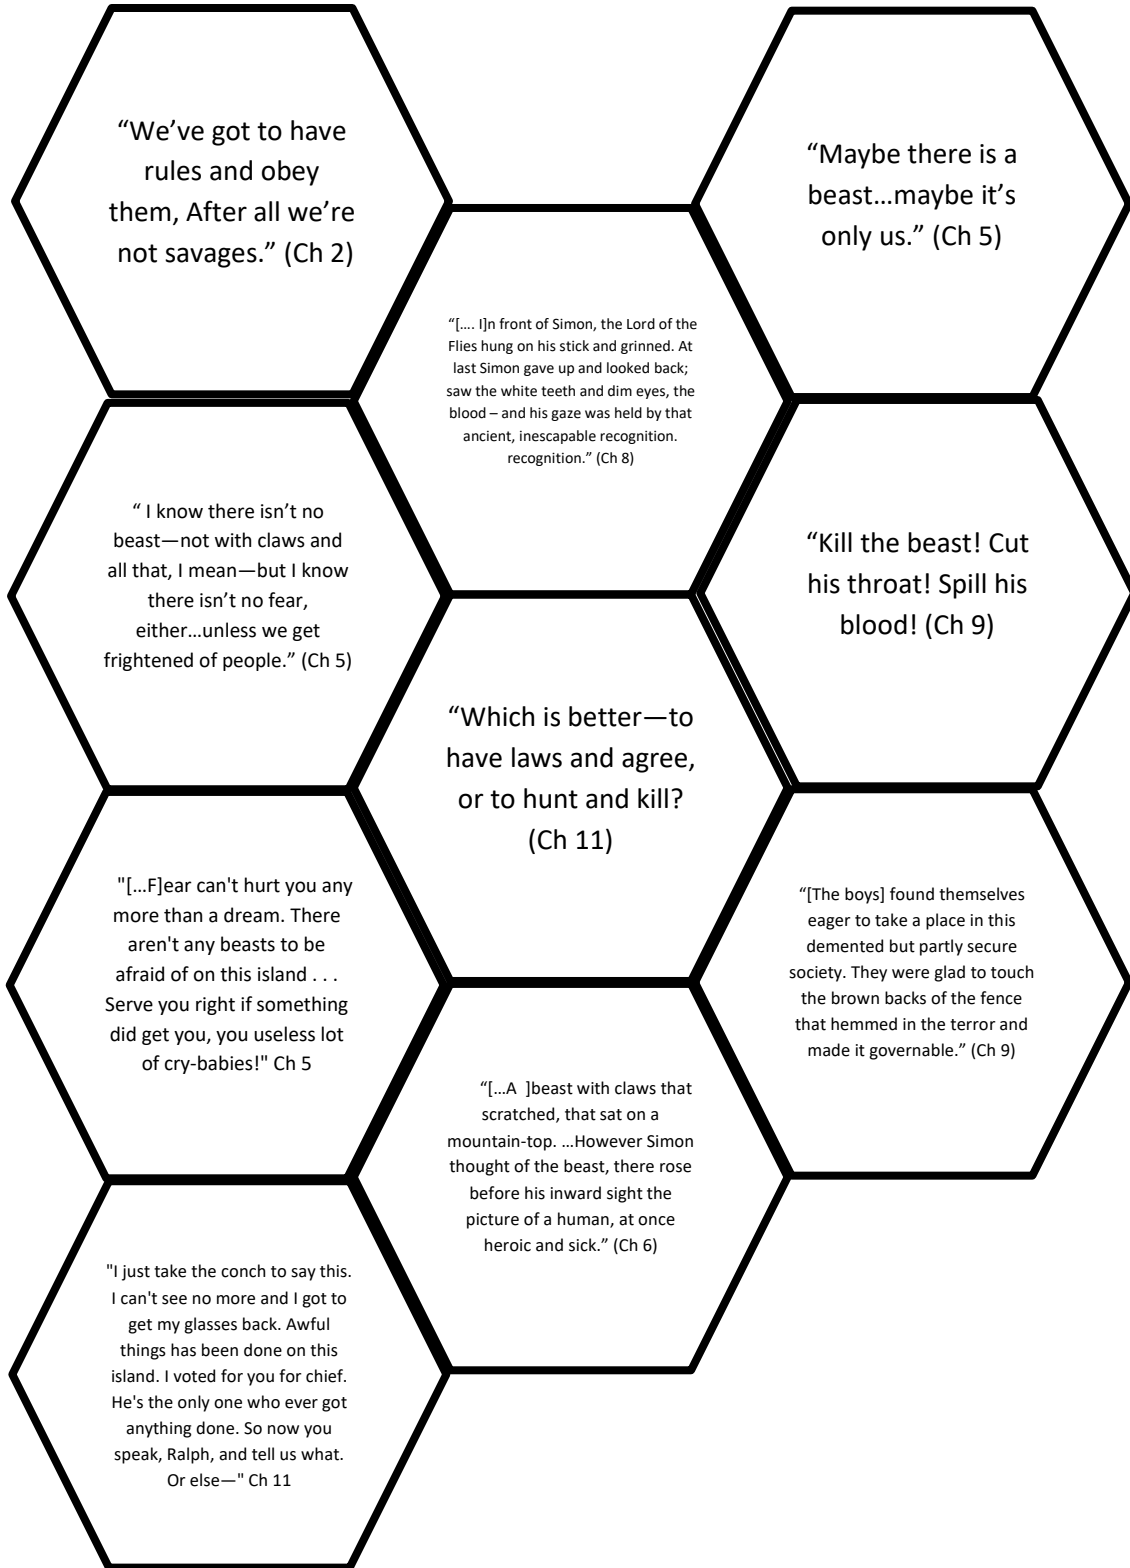 “We’ve got to have
rules and obey
them, After all we’re
not savages.” (Ch 2)
“Maybe there is a
beast…maybe it’s
only us.” (Ch 5)
“[…. I]n front of Simon, the Lord of the
Flies hung on his stick and grinned. At
last Simon gave up and looked back;
saw the white teeth and dim eyes, the
blood – and his gaze was held by that
ancient, inescapable recognition.
recognition.” (Ch 8)
“ I know there isn’t no
beast—not with claws and
all that, I mean—but I know
there isn’t no fear,
either…unless we get
frightened of people.” (Ch 5)
“Kill the beast! Cut
his throat! Spill his
blood! (Ch 9)
“Which is better—to
have laws and agree,
or to hunt and kill?
(Ch 11)
"[…F]ear can't hurt you any
more than a dream. There
aren't any beasts to be
afraid of on this island . . .
Serve you right if something
did get you, you useless lot
of cry-babies!" Ch 5
“[The boys] found themselves
eager to take a place in this
demented but partly secure
society. They were glad to touch
the brown backs of the fence
that hemmed in the terror and
made it governable.” (Ch 9)
“[…A ]beast with claws that
scratched, that sat on a
mountain-top. …However Simon
thought of the beast, there rose
before his inward sight the
picture of a human, at once
heroic and sick.” (Ch 6)
"I just take the conch to say this.
I can't see no more and I got to
get my glasses back. Awful
things has been done on this
island. I voted for you for chief.
He's the only one who ever got
anything done. So now you
speak, Ralph, and tell us what.
Or else—" Ch 11